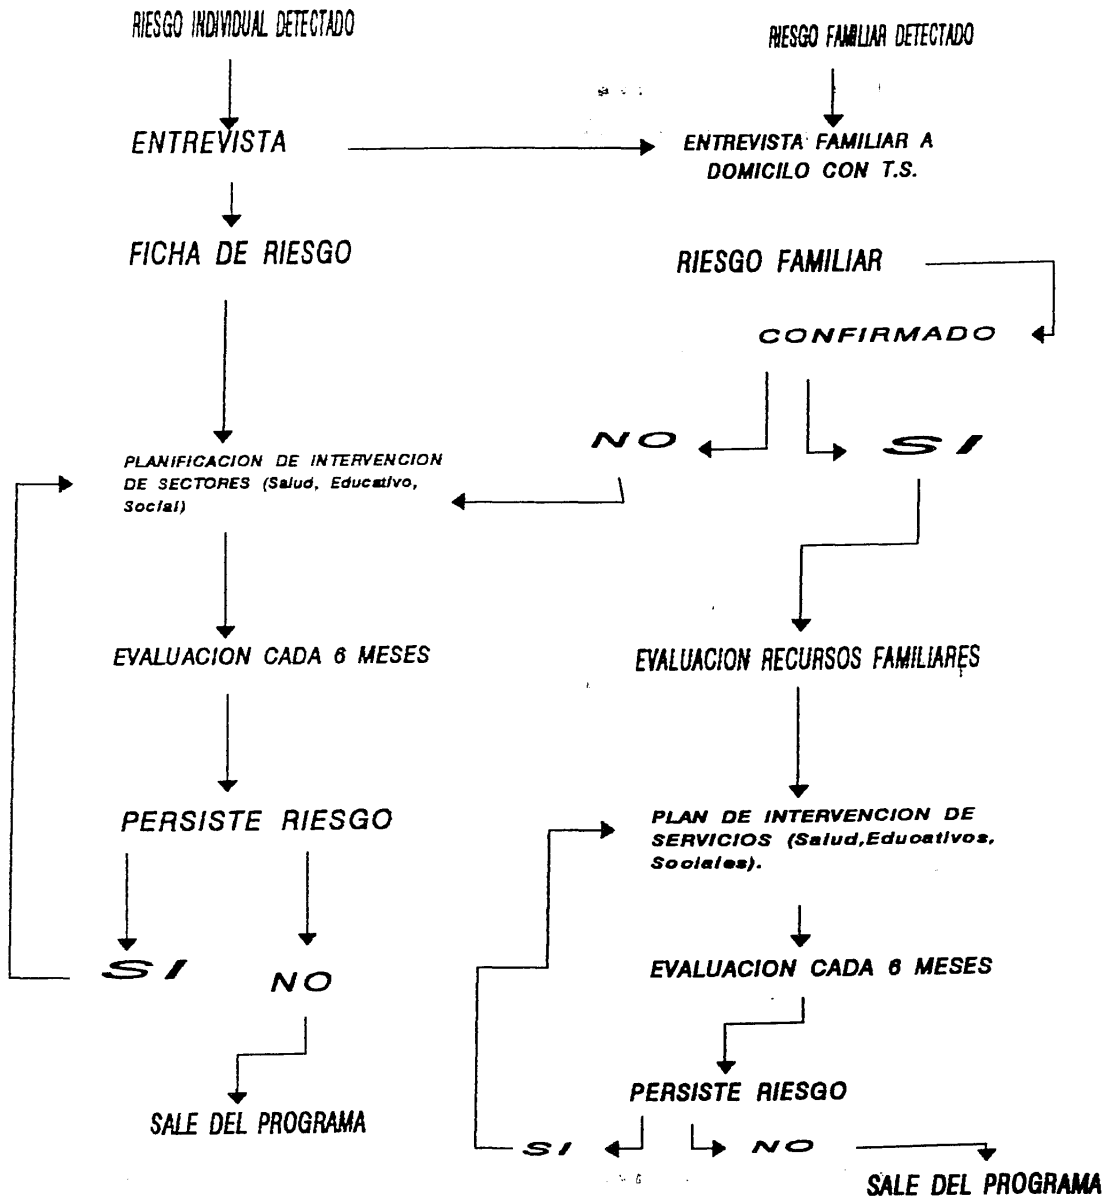 RIESGO INDIVIDUAL DETECTADO
RIESGO FAMILIAR DETECTADO
ENTREVISTA
ENTREVISTA FAMILIAR A
DOMICILO CON T.S.
FICHA DE RIESGO
RIESGO FAMILIAR
CONFIRMADO
NO
SI
PLANIFICACION DE INTERVENCION
DE SECTORES (Salud, Educativo,
Social)
EVALUACION CADA 6 MESES
EVALUACION RECURSOS FAMILIARES
PERSISTE RIESGO
PLAN DE INTERVENCION DE
SERVICIOS (Salud,Educativos,
Sociales).
SI
NO
EVALUACION CADA 6 MESES
SALE DEL PROGRAMA
PERSISTE RIESGO
SI
NO
SALE DEL PROGRAMA